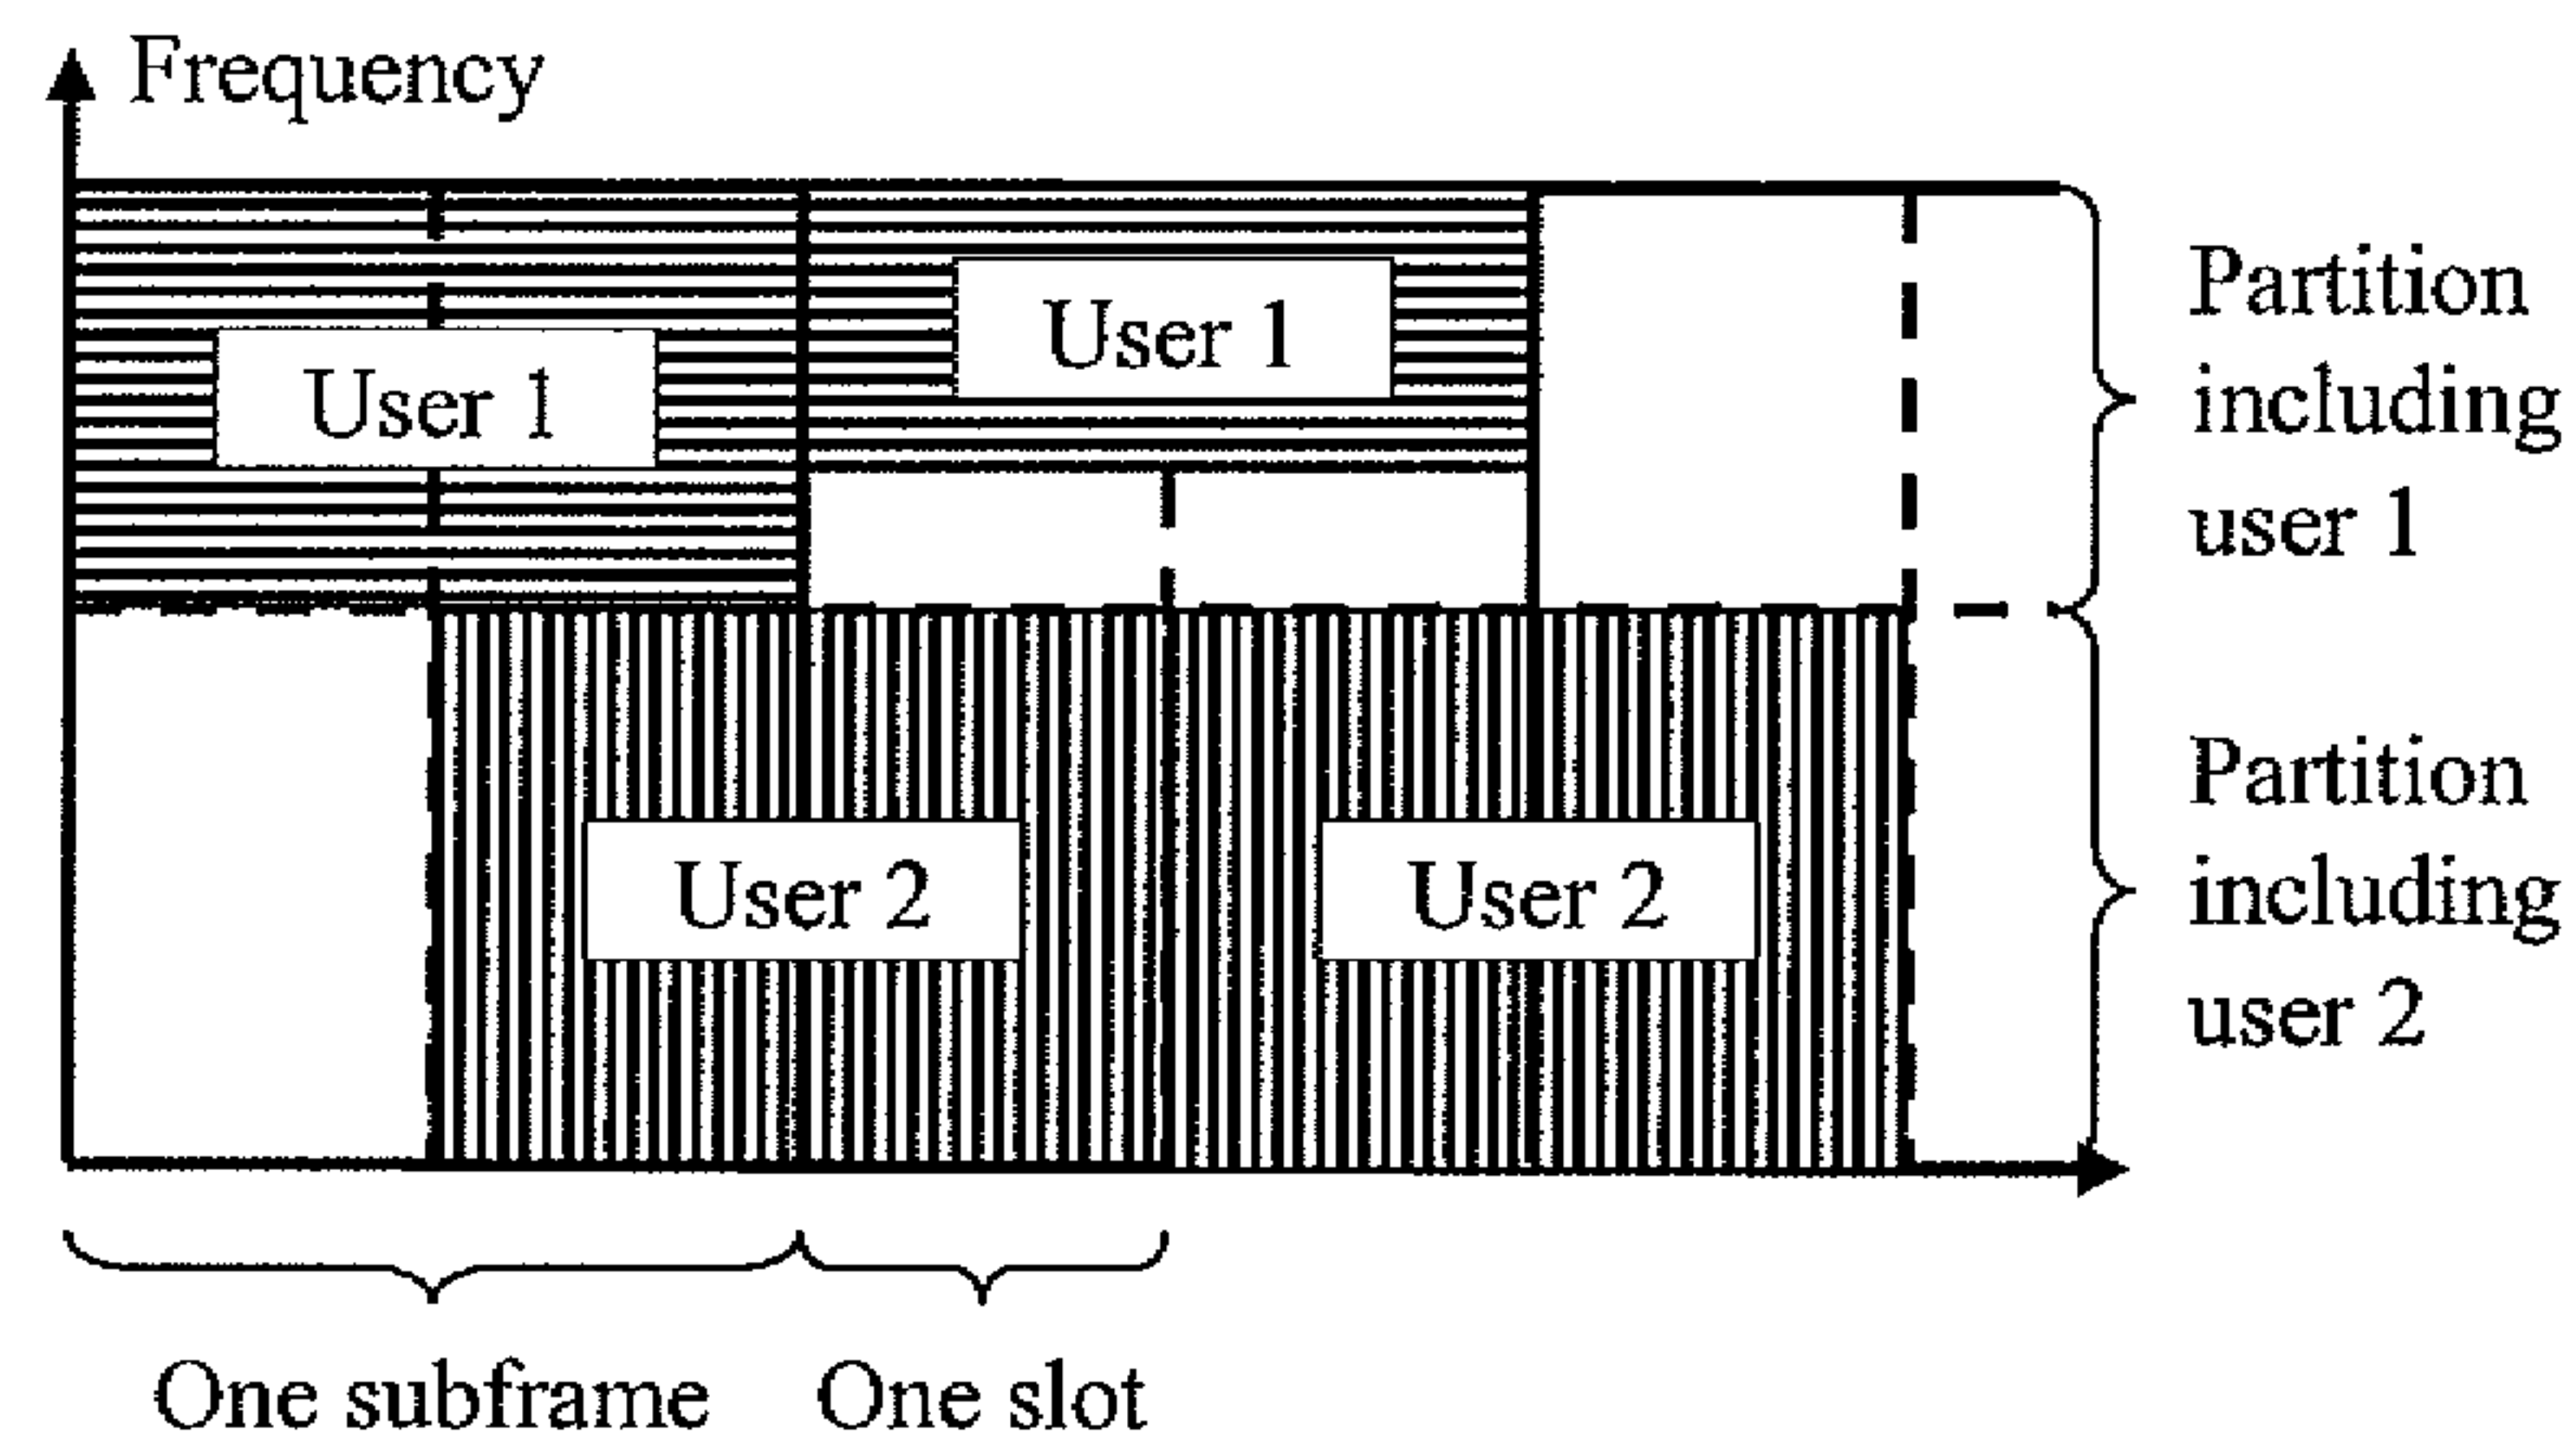 Frequency
User 1
User 1
Partition
including
user 1
User 2
User 2
Partition
including
user 2
One subframe
One slot